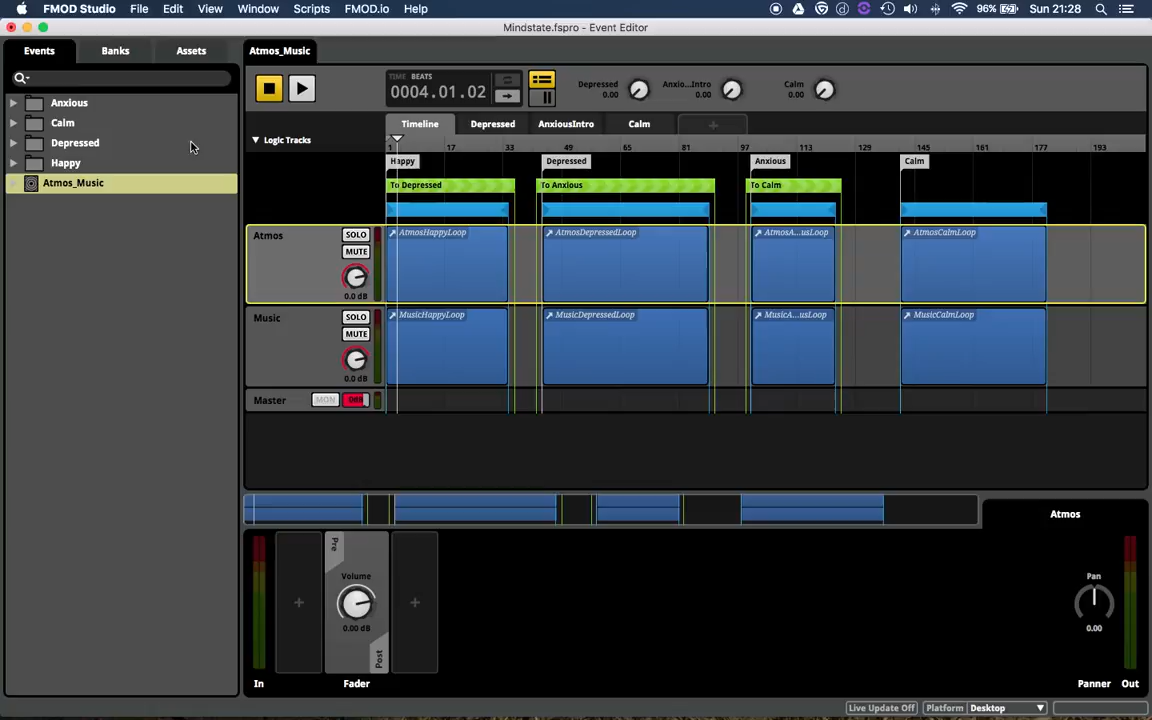 FMOD Studio File Edit View Window Scripts FMOD.io Help 96% Sun 21:28
Mindstate.fspro - Event Editor
Events Banks Assets Atmos_Music
Anxious
Calm
Depressed
Happy
Atmos_Music
TIME BEATS
0004.01.02
Depressed 0.00 Anxio...Intro 0.00 Calm 0.00
Timeline Depressed AnxiousIntro Calm +
Logic Tracks 1 17 33 49 65 81 97 113 129 145 161 177 193
Happy Depressed Anxious Calm
To Depressed To Anxious To Calm
Atmos SOLO AtmosHappyLoop AtmosDepressedLoop AtmosA...usLoop AtmosCalmLoop
MUTE
0.0 dB
Music SOLO MusicHappyLoop MusicDepressedLoop MusicA...usLoop MusicCalmLoop
MUTE
0.0 dB
Master MON
Atmos
Pre
Volume
0.00 dB
Post
Pan
0.00
In Fader Panner Out
Live Update Off Platform Desktop